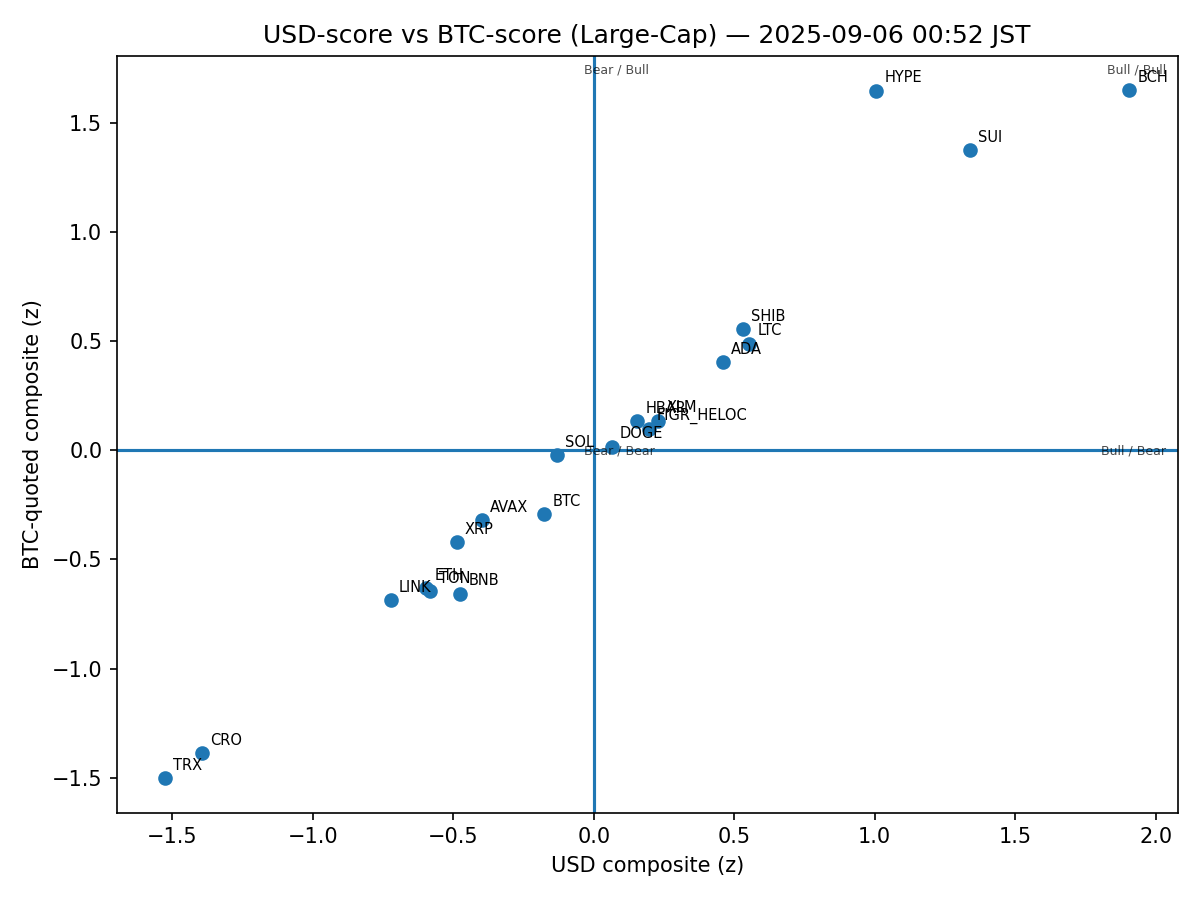 USD-score vs BTC-score (Large-Cap) — 2025-09-06 00:52 JST
Bear / Bull
Bull / Bull
HYPE
BCH
SUI
SHIB
LTC
ADA
HBAR
XLM
FIGR_HELOC
DOGE
SOL
Bear / Bear
Bull / Bear
BTC
AVAX
XRP
ETH
TON
BNB
LINK
CRO
TRX
1.5
1.0
0.5
0.0
−0.5
−1.0
−1.5
BTC-quoted composite (z)
−1.5
−1.0
−0.5
0.0
0.5
1.0
1.5
2.0
USD composite (z)